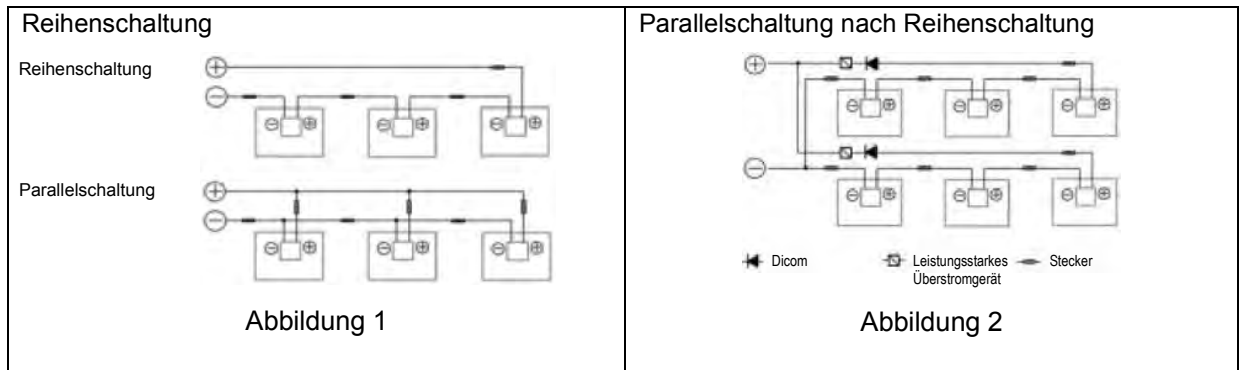 Reihenschaltung
Reihenschaltung
Parallelschaltung
Abbildung 1
Parallelschaltung nach Reihenschaltung
Dicom
Leistungsstarkes
Überstromgerät
Stecker
Abbildung 2